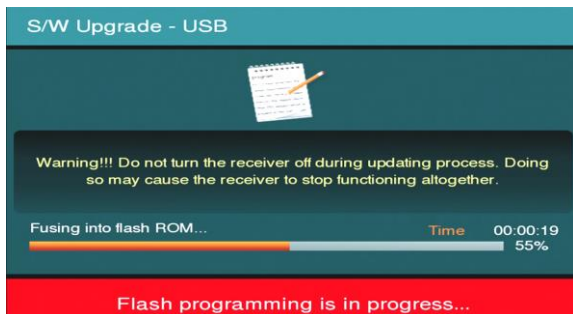 S/W Upgrade - USB
Warning!!! Do not turn the receiver off during updating process. Doing
so may cause the receiver to stop functioning altogether.
Fusing into flash ROM... Time 00:00:19
55%
Flash programming is in progress...